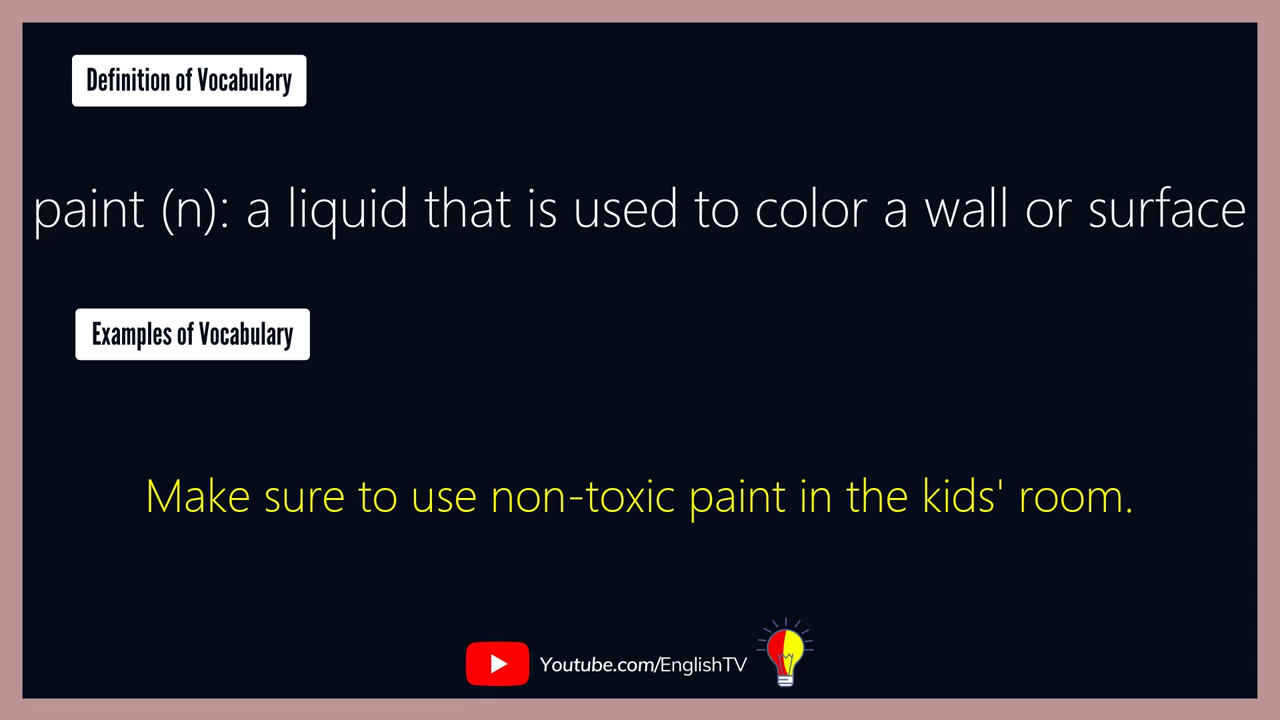 Definition of Vocabulary
paint (n): a liquid that is used to color a wall or surface
Examples of Vocabulary
Make sure to use non-toxic paint in the kids' room.
Youtube.com/EnglishTV